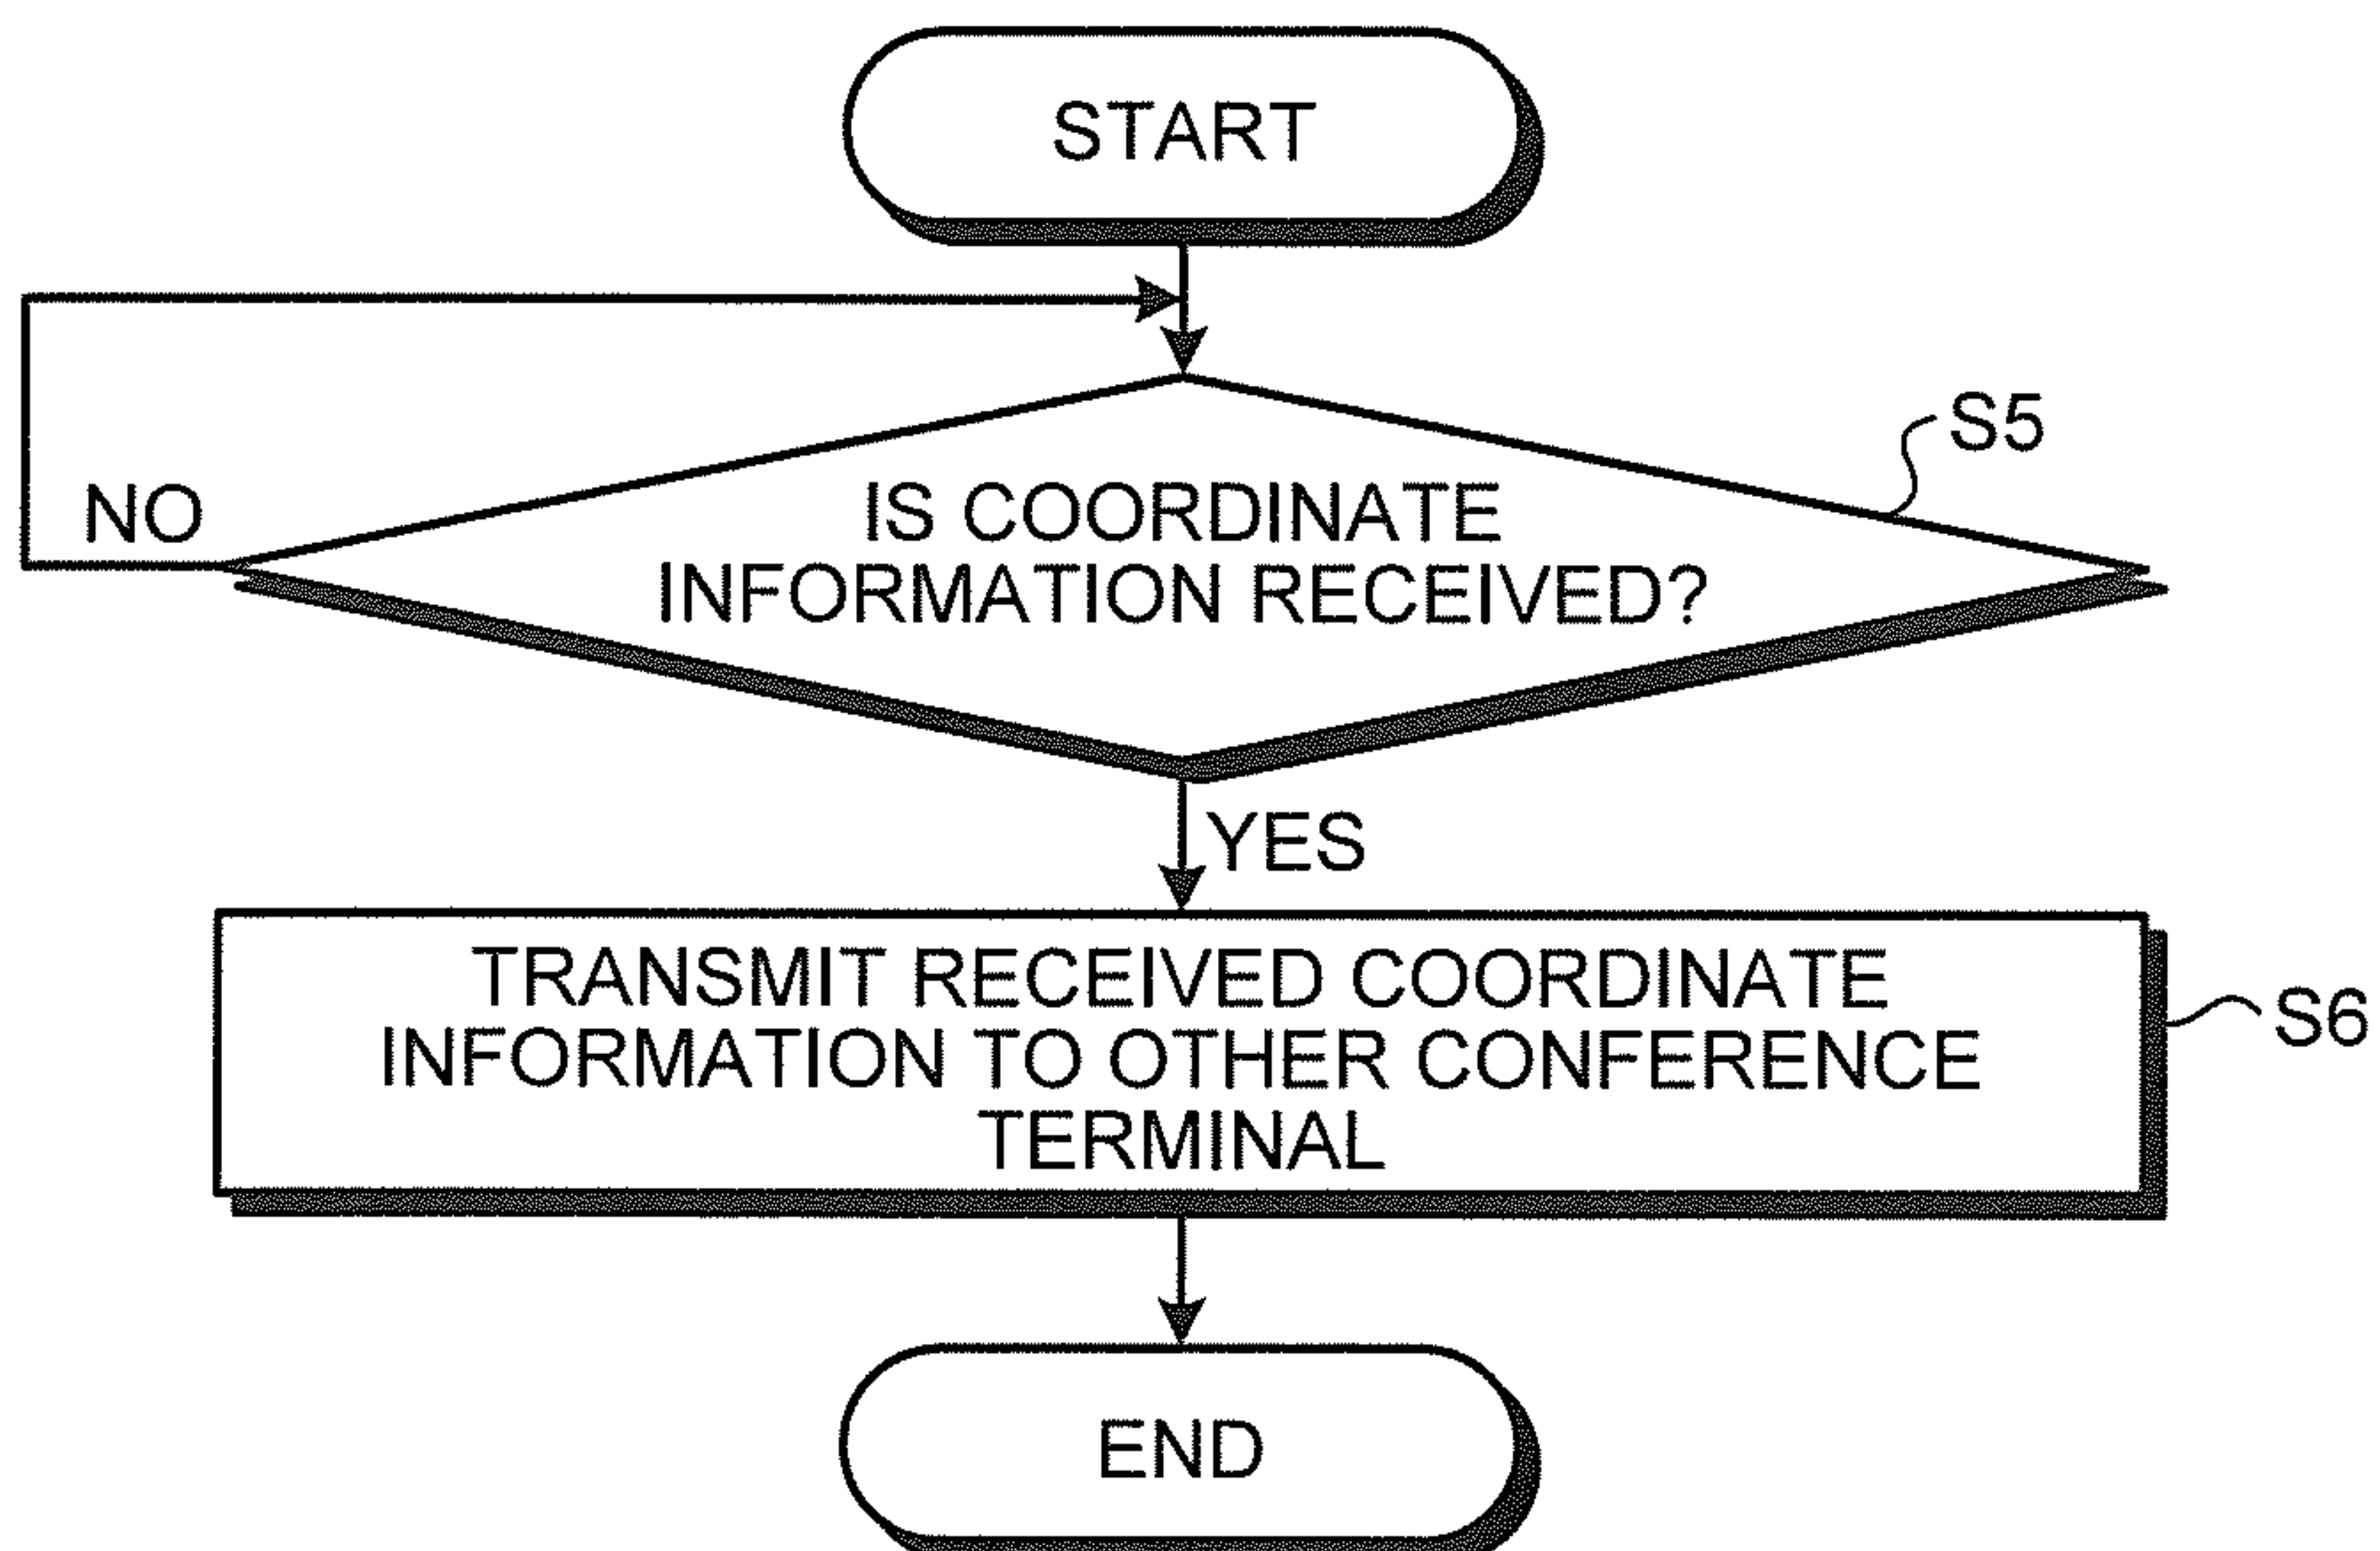 START
S5
NO
IS COORDINATE
INFORMATION RECEIVED?
YES
TRANSMIT RECEIVED COORDINATE
INFORMATION TO OTHER CONFERENCE
TERMINAL
S6
END